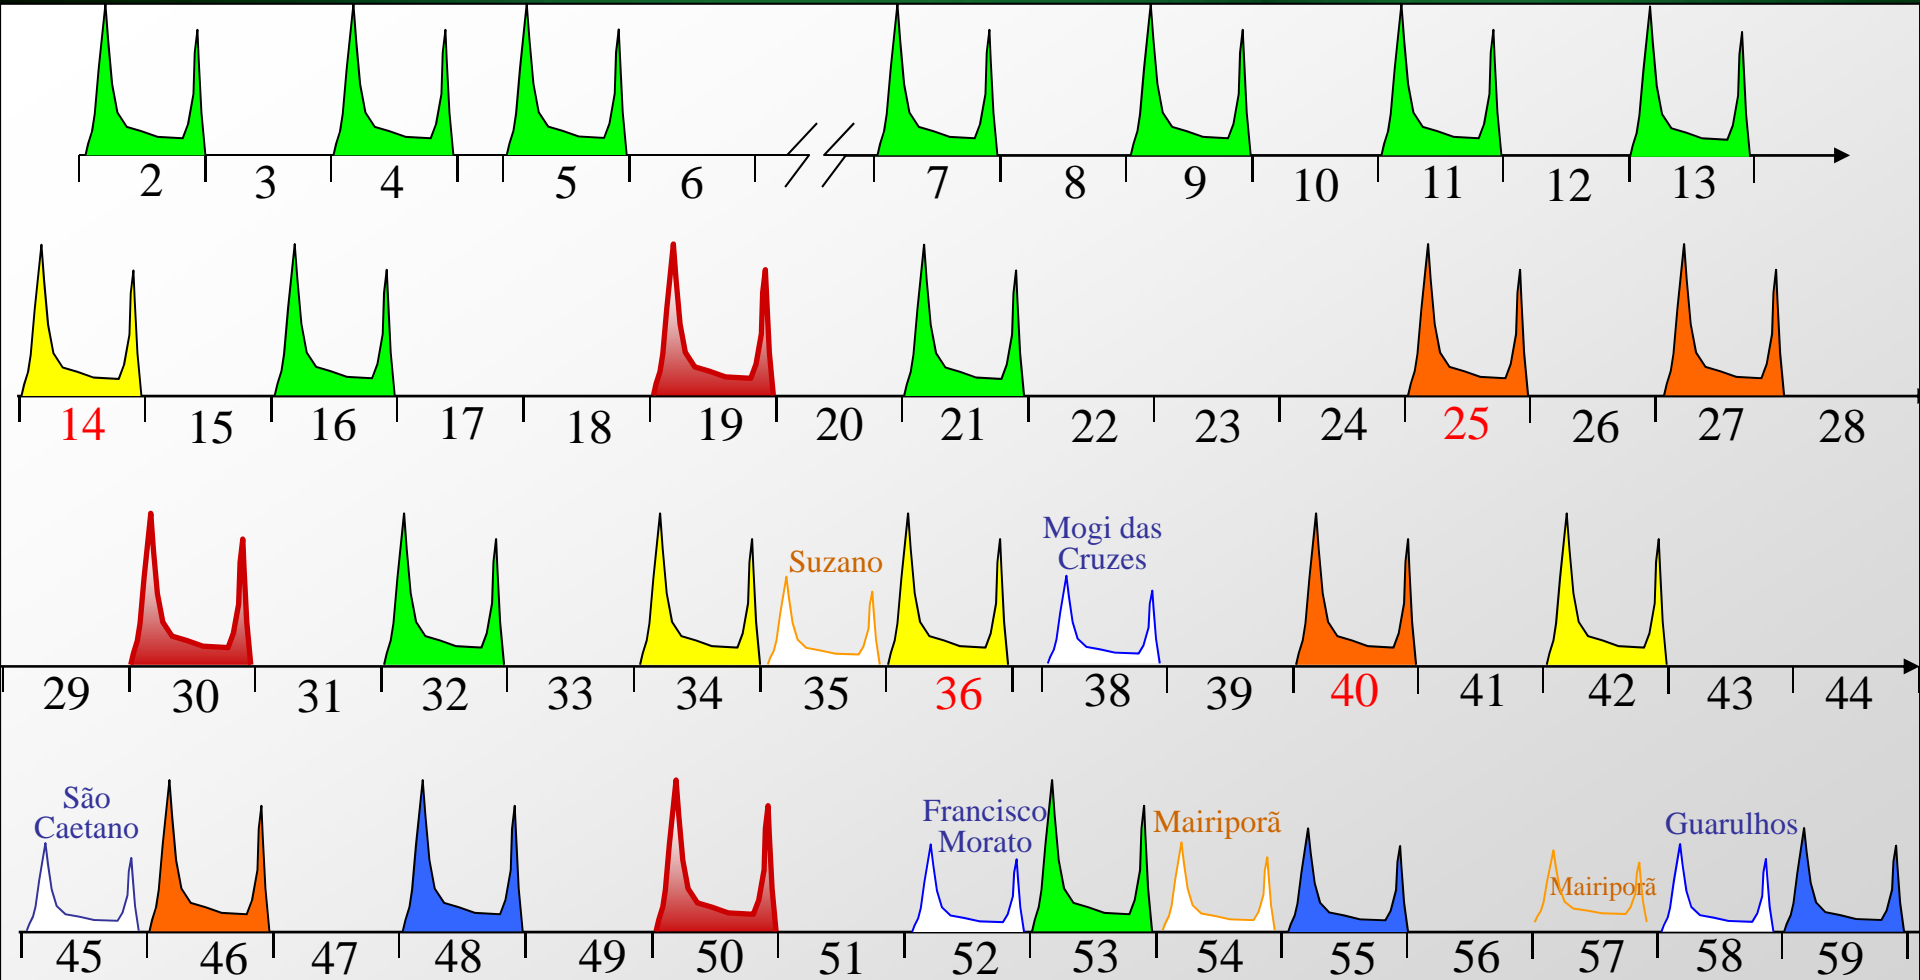 2 3 4 5 6 7 8 9 10 11 12 13
14 15 16 17 18 19 20 21 22 23 24 25 26 27 28
Mogi das
Cruzes
Suzano
29 30 31 32 33 34 35 36 38 39 40 41 42 43 44
São
Caetano
Francisco
Morato
Mairiporã
Guarulhos
Mairiporã
45 46 47 48 49 50 51 52 53 54 55 56 57 58 59